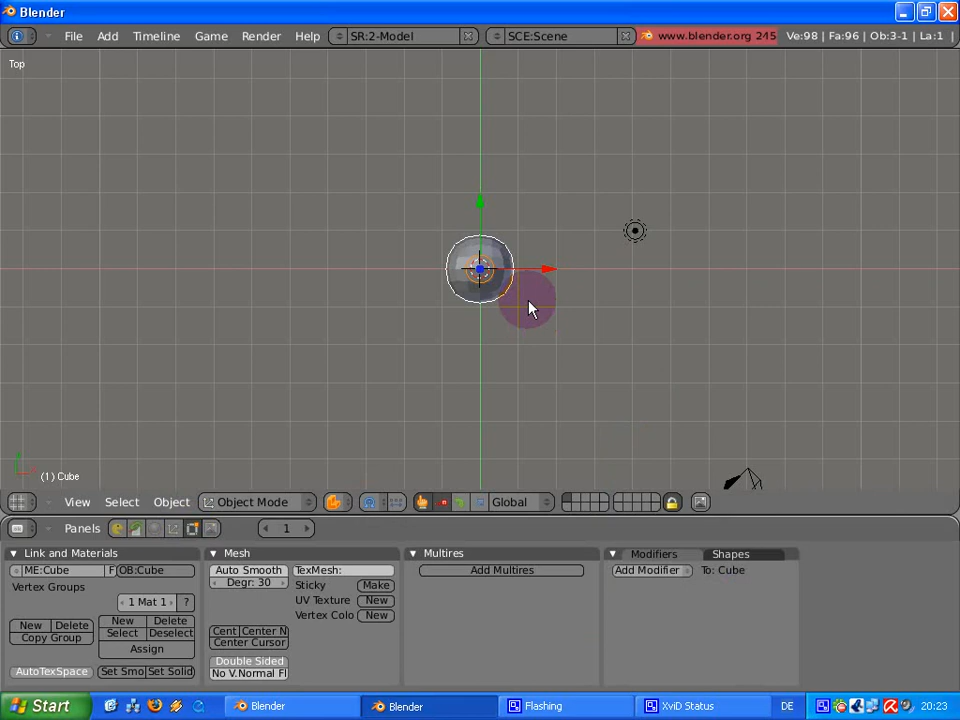 Blender
File Add Timeline Game Render Help SR:2-Model SCE:Scene www.blender.org 245 Ve:98 | Fa:96 | Ob:3-1 | La:1 |
Top
(1) Cube
View Select Object Object Mode Global
Panels 1
Link and Materials Mesh Multires Modifiers Shapes
ME:Cube F OB:Cube Auto Smooth TexMesh: Add Multires Add Modifier To: Cube
Vertex Groups Degr: 30 Sticky Make
1 Mat 1 ? UV Texture New
Vertex Colo New
New Delete New Delete Cent Center N
Copy Group Select Deselect Center Cursor
Assign
Double Sided
AutoTexSpace Set Smo Set Solid No V.Normal Fl
Start Blender Blender Flashing XviD Status DE 20:23